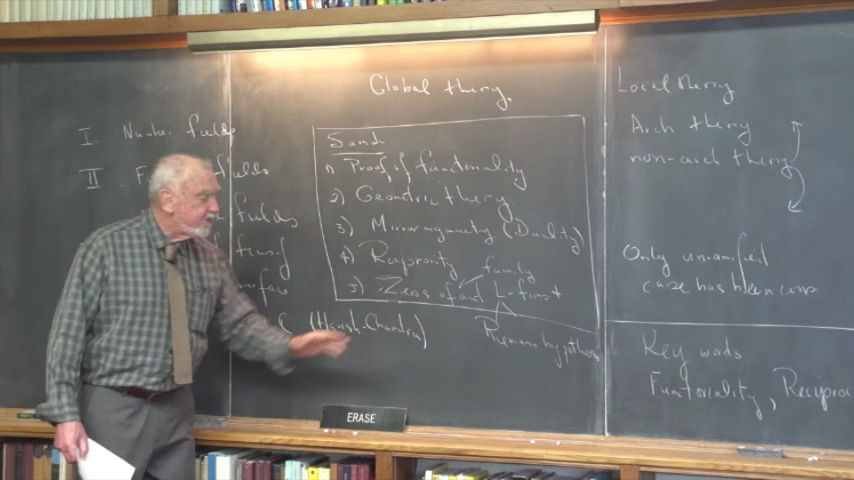 Global theory
I. Number fields
II F fields
fields
1) Proof of functoriality
2) Geometric theory
3) Mirror symmetry (Duality)
4) Reciprocity
family
5) Zeros of aut L-funct
(Harish-Chandra)
Riemann hypothesis
Local theory
Arch theory
non-arch theory
Only unramified
case has been cons
Key words
Functoriality, Reciproc
ERASE